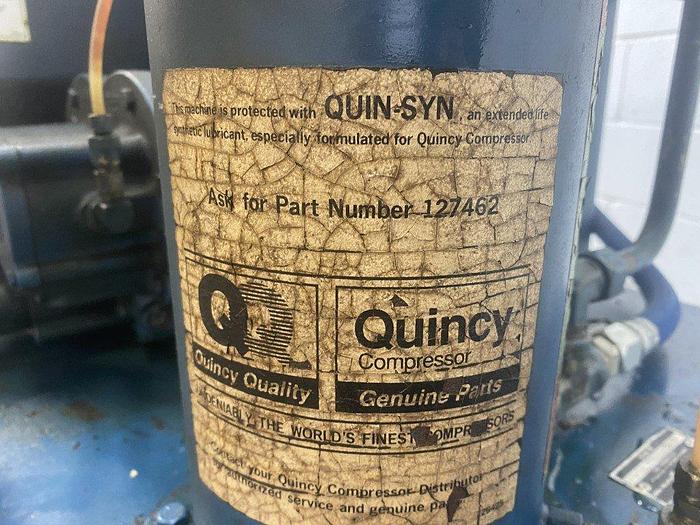 This machine is protected with QUIN-SYN, an extended life
synthetic lubricant, especially formulated for Quincy Compressor.
Ask for Part Number 127462
QQ
Quincy Quality
Quincy
Compressor
Genuine Parts
THE WORLD'S FINEST
Contact your Quincy Compressor Distributor
authorized service and genuine